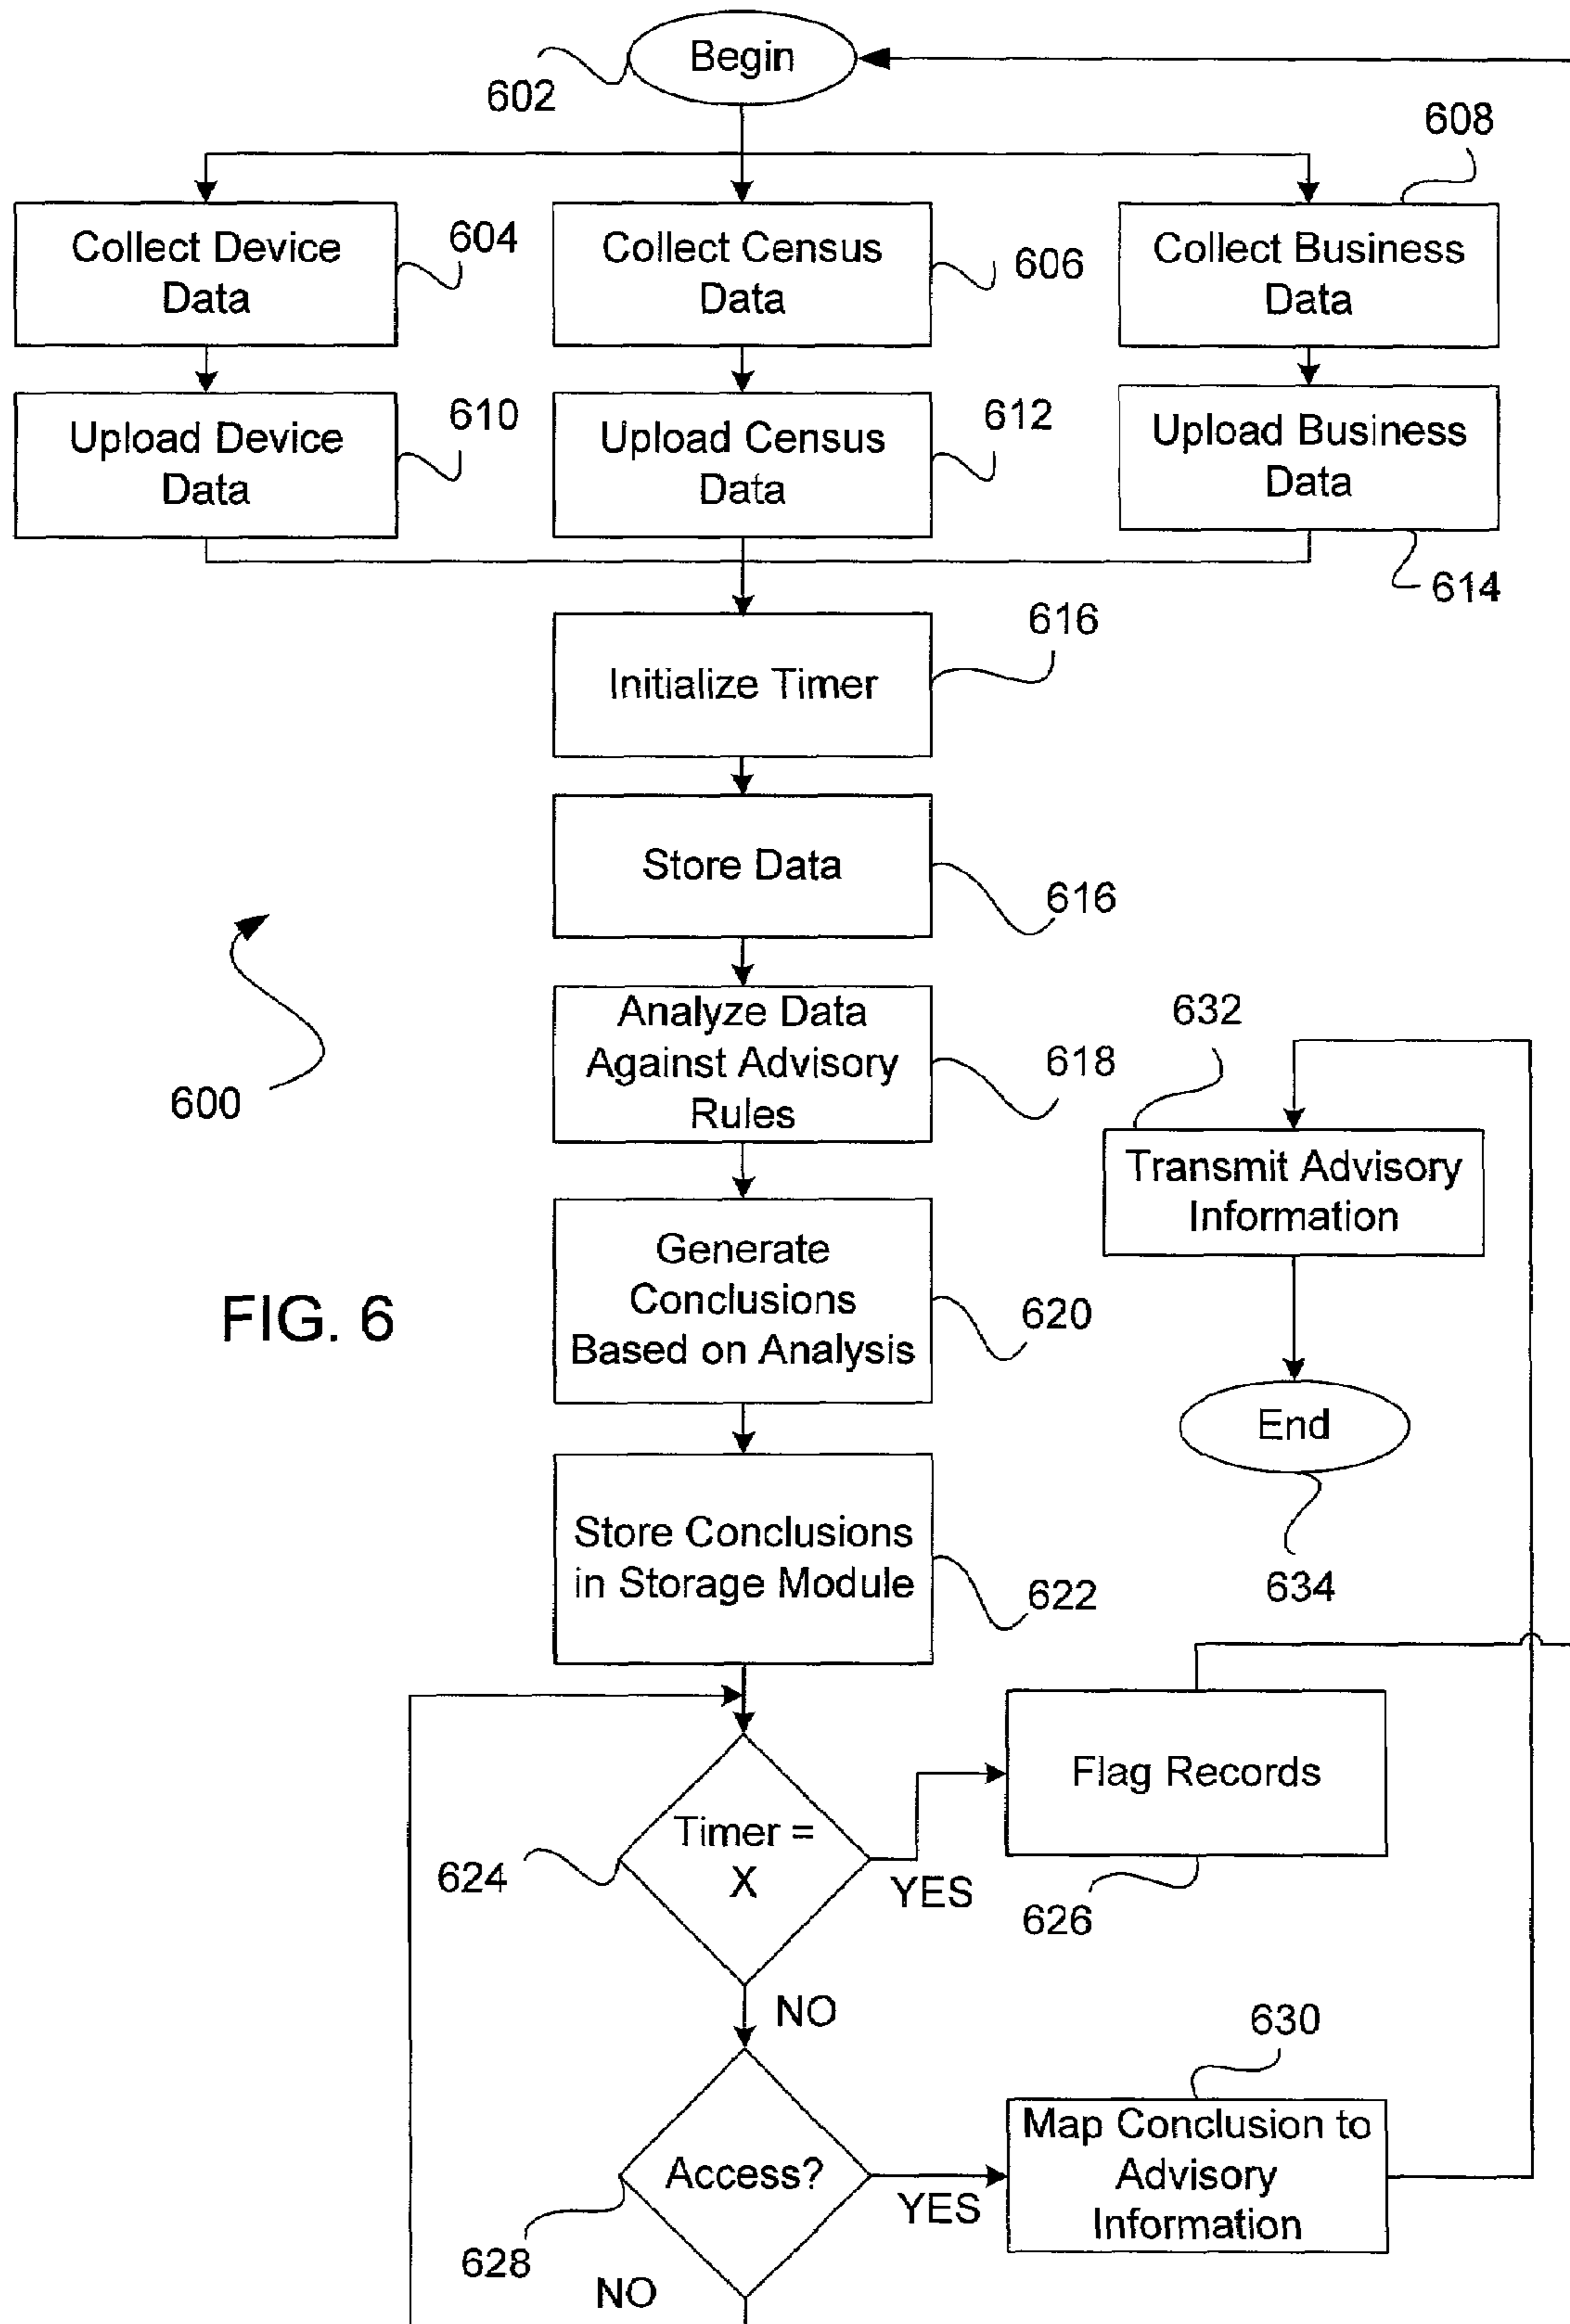 Begin
602
608
Collect Device
Data
604
Collect Census
Data
606
Collect Business
Data
Upload Device
Data
610
Upload Census
Data
612
Upload Business
Data
614
616
Initialize Timer
Store Data
616
600
Analyze Data
Against Advisory
Rules
618
632
Transmit Advisory
Information
FIG. 6
Generate
Conclusions
Based on Analysis
620
End
634
Store Conclusions
in Storage Module
622
Timer =
X
624
YES
Flag Records
626
NO
630
Access?
628
YES
Map Conclusion to
Advisory
Information
NO